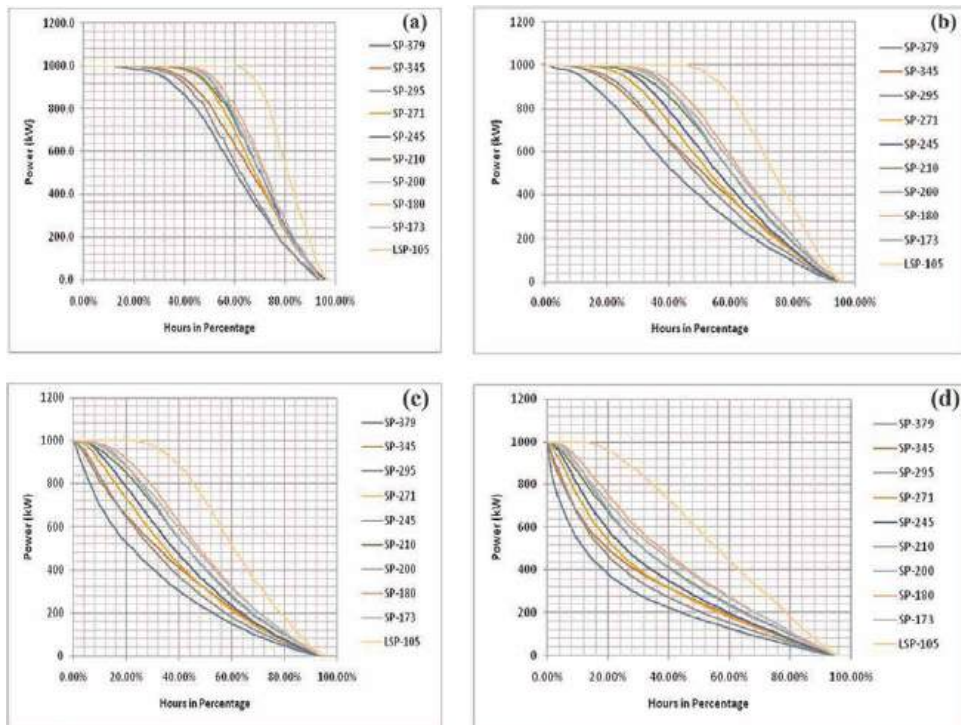 (a)
1200
1000.0
800.0
600.0
400.0
200.0
0.0
Power (kW)
0.00% 20.00% 40.00% 60.00% 80.00% 100.00%
Hours in Percentage
SP-379
SP-345
SP-295
SP-271
SP-245
SP-210
SP-200
SP-180
SP-173
LSP-105
(b)
1200
1000
800
600
400
200
0
Power (kW)
0.00% 20.00% 40.00% 60.00% 80.00% 100.00%
Hours in Percentage
SP-379
SP-345
SP-295
SP-271
SP-245
SP-210
SP-200
SP-180
SP-173
LSP-105
(c)
1200
1000
800
600
400
200
0
Power (kW)
0.00% 20.00% 40.00% 60.00% 80.00% 100.00%
Hours in Percentage
SP-379
SP-345
SP-295
SP-271
SP-245
SP-210
SP-200
SP-180
SP-173
LSP-105
(d)
1200
1000
800
600
400
200
0
Power (kW)
0.00% 20.00% 40.00% 60.00% 80.00% 100.00%
Hours in Percentage
SP-379
SP-345
SP-295
SP-271
SP-245
SP-210
SP-200
SP-180
SP-173
LSP-105